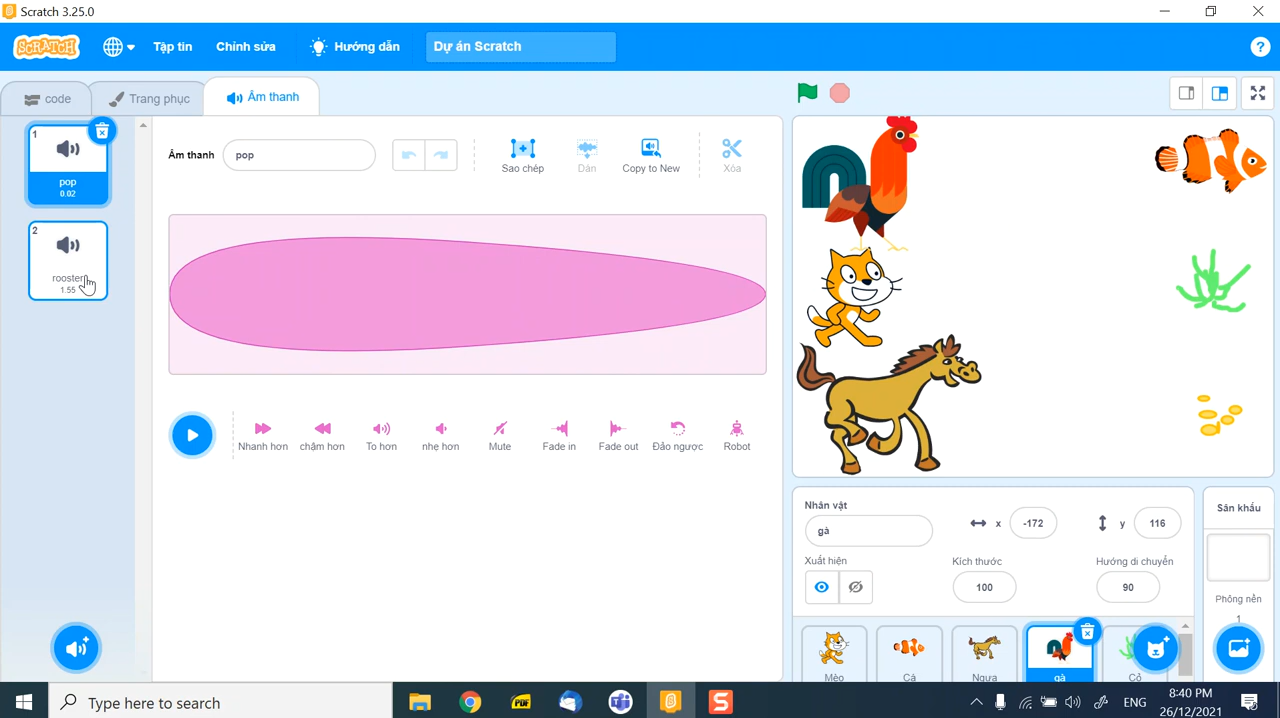 Scratch 3.25.0
SCRATCH
Tập tin
Chỉnh sửa
Hướng dẫn
Dự án Scratch
?
code
Trang phục
Âm thanh
1
pop
0.02
2
rooster
1.55
Âm thanh
pop
Sao chép
Dán
Copy to New
Xóa
Nhanh hơn
chậm hơn
To hơn
nhẹ hơn
Mute
Fade in
Fade out
Đảo ngược
Robot
Nhân vật
gà
x
-172
y
116
Xuất hiện
Kích thước
100
Hướng di chuyển
90
Mèo
Cá
Ngựa
gà
Cỏ
Sân khấu
Phông nền
1
Type here to search
PDF
S
ENG
8:40 PM
26/12/2021